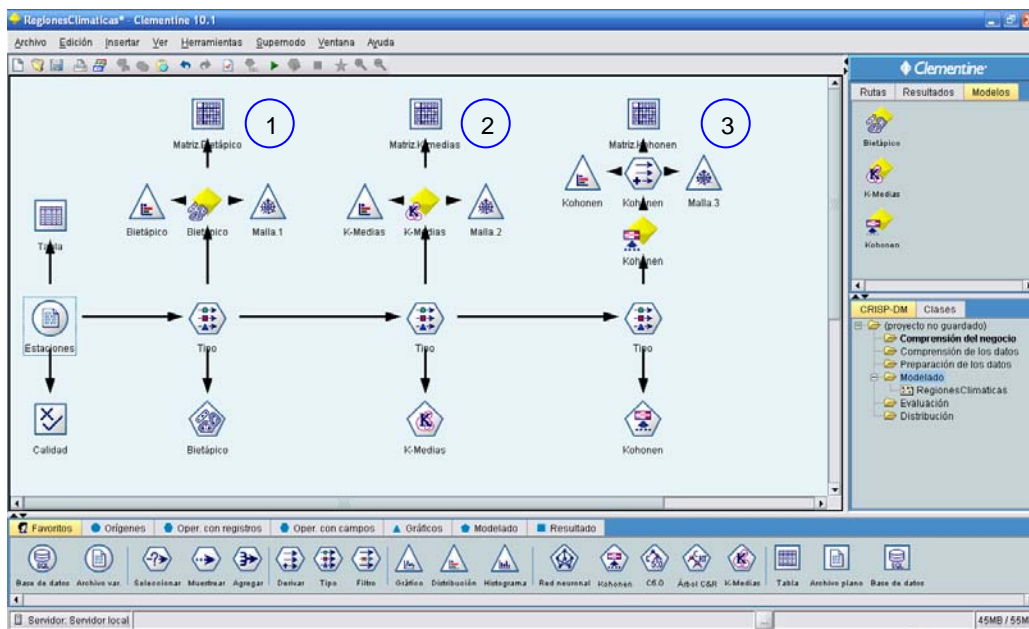 RegionesClimaticas* - Clementine 10.1
Archivo Edición Insertar Ver Herramientas Supernodo Ventana Ayuda
1
2
3
Matriz.Bietápico
Matriz.K-medias
Matriz.Kohonen
Tabla
Bietápico
Bietápico
Malla.1
K-Medias
K-Medias
Malla.2
Kohonen
Kohonen
Malla.3
Kohonen
Estaciones
Tipo
Tipo
Tipo
Calidad
Bietápico
K-Medias
Kohonen
Clementine
Rutas Resultados Modelos
Bietápico
K-Medias
Kohonen
CRISP-DM Clases
(proyecto no guardado)
Comprensión del negocio
Comprensión de los datos
Preparación de los datos
Modelado
RegionesClimaticas
Evaluación
Distribución
Favoritos Orígenes Oper. con registros Oper. con campos Gráficos Modelado Resultado
Base de datos Archivo var. Seleccionar Muestrear Agregar Derivar Tipo Filtro Gráfico Distribución Histograma Red neuronal Kohonen C5.0 Árbol C&R K-Medias Tabla Archivo plano Base de datos
Servidor: Servidor local
45MB / 55M